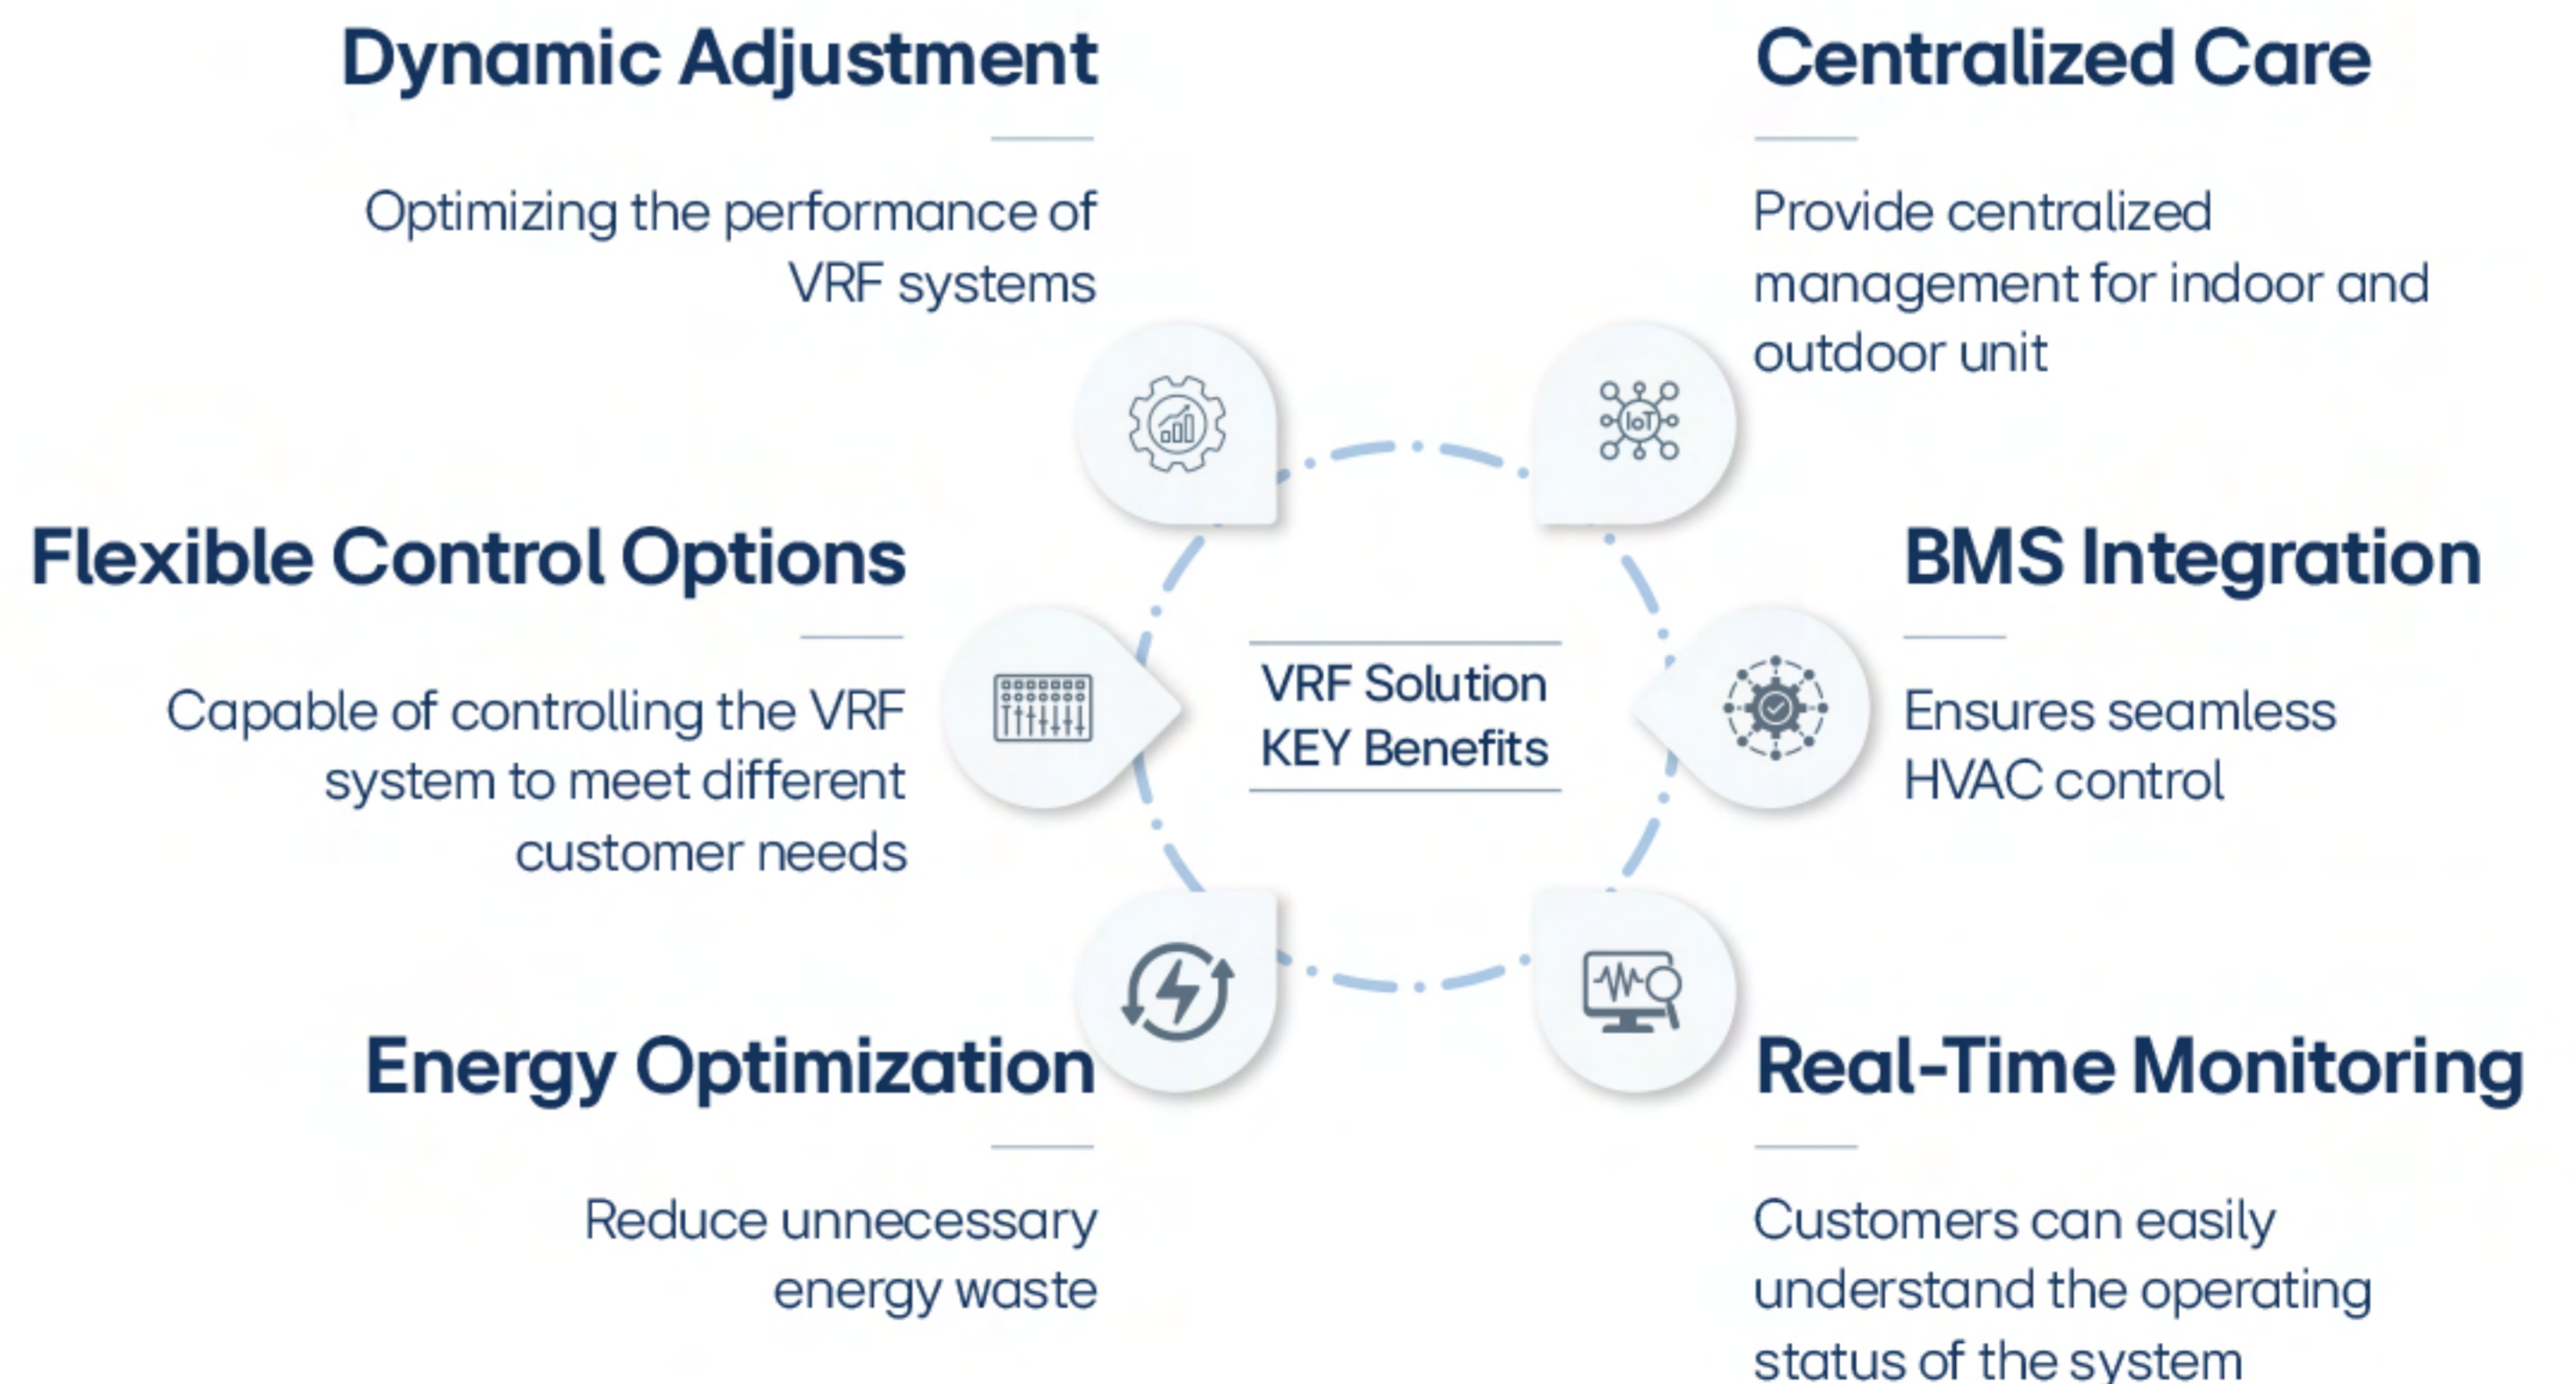 Dynamic Adjustment
Optimizing the performance of
VRF systems
Centralized Care
Provide centralized
management for indoor and
outdoor unit
IoT
Flexible Control Options
Capable of controlling the VRF
system to meet different
customer needs
VRF Solution
KEY Benefits
BMS Integration
Ensures seamless
HVAC control
Energy Optimization
Reduce unnecessary
energy waste
Real-Time Monitoring
Customers can easily
understand the operating
status of the system